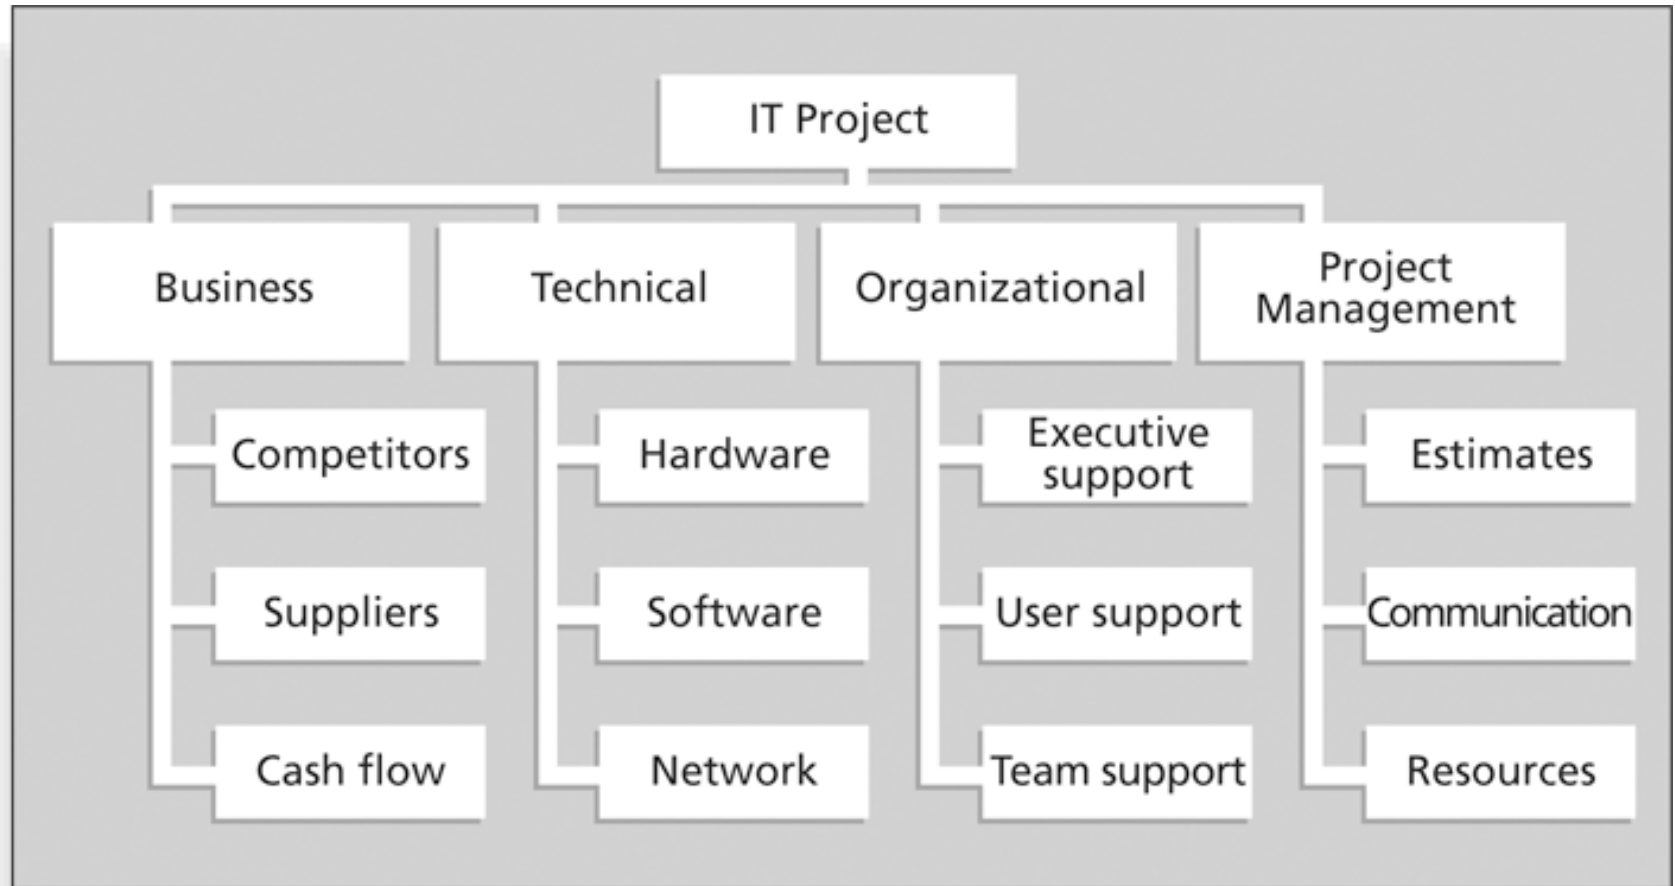 IT Project
Business
Technical
Organizational
Project
Management
Competitors
Hardware
Executive
support
Estimates
Suppliers
Software
User support
Communication
Cash flow
Network
Team support
Resources